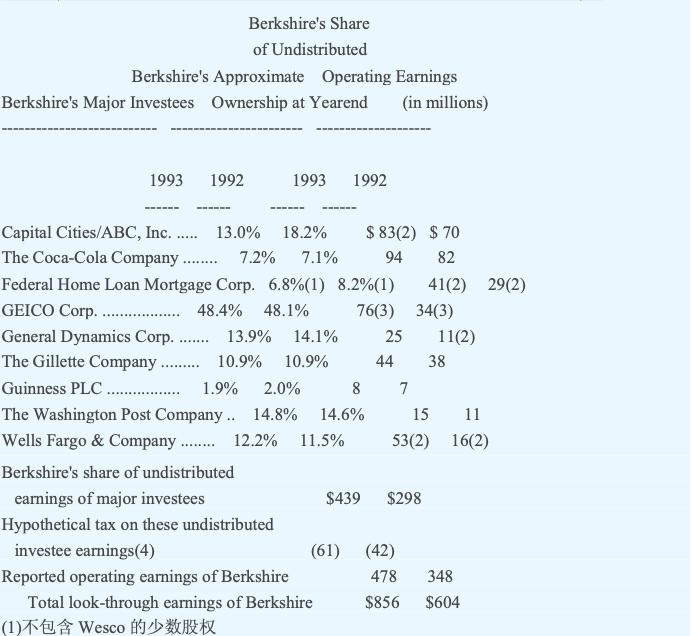 Berkshire's Share
of Undistributed
Berkshire's Approximate Operating Earnings
Berkshire's Major Investees Ownership at Yearend (in millions)
--------------------------- ----------------------- --------------------
1993 1992 1993 1992
------ ------ ------ ------
Capital Cities/ABC, Inc. ..... 13.0% 18.2% $ 83(2) $ 70
The Coca-Cola Company ........ 7.2% 7.1% 94 82
Federal Home Loan Mortgage Corp. 6.8%(1) 8.2%(1) 41(2) 29(2)
GEICO Corp. .................. 48.4% 48.1% 76(3) 34(3)
General Dynamics Corp. ....... 13.9% 14.1% 25 11(2)
The Gillette Company ......... 10.9% 10.9% 44 38
Guinness PLC ................. 1.9% 2.0% 8 7
The Washington Post Company .. 14.8% 14.6% 15 11
Wells Fargo & Company ........ 12.2% 11.5% 53(2) 16(2)
Berkshire's share of undistributed
earnings of major investees $439 $298
Hypothetical tax on these undistributed
investee earnings(4) (61) (42)
Reported operating earnings of Berkshire 478 348
Total look-through earnings of Berkshire $856 $604
(1)不包含 Wesco 的少数股权